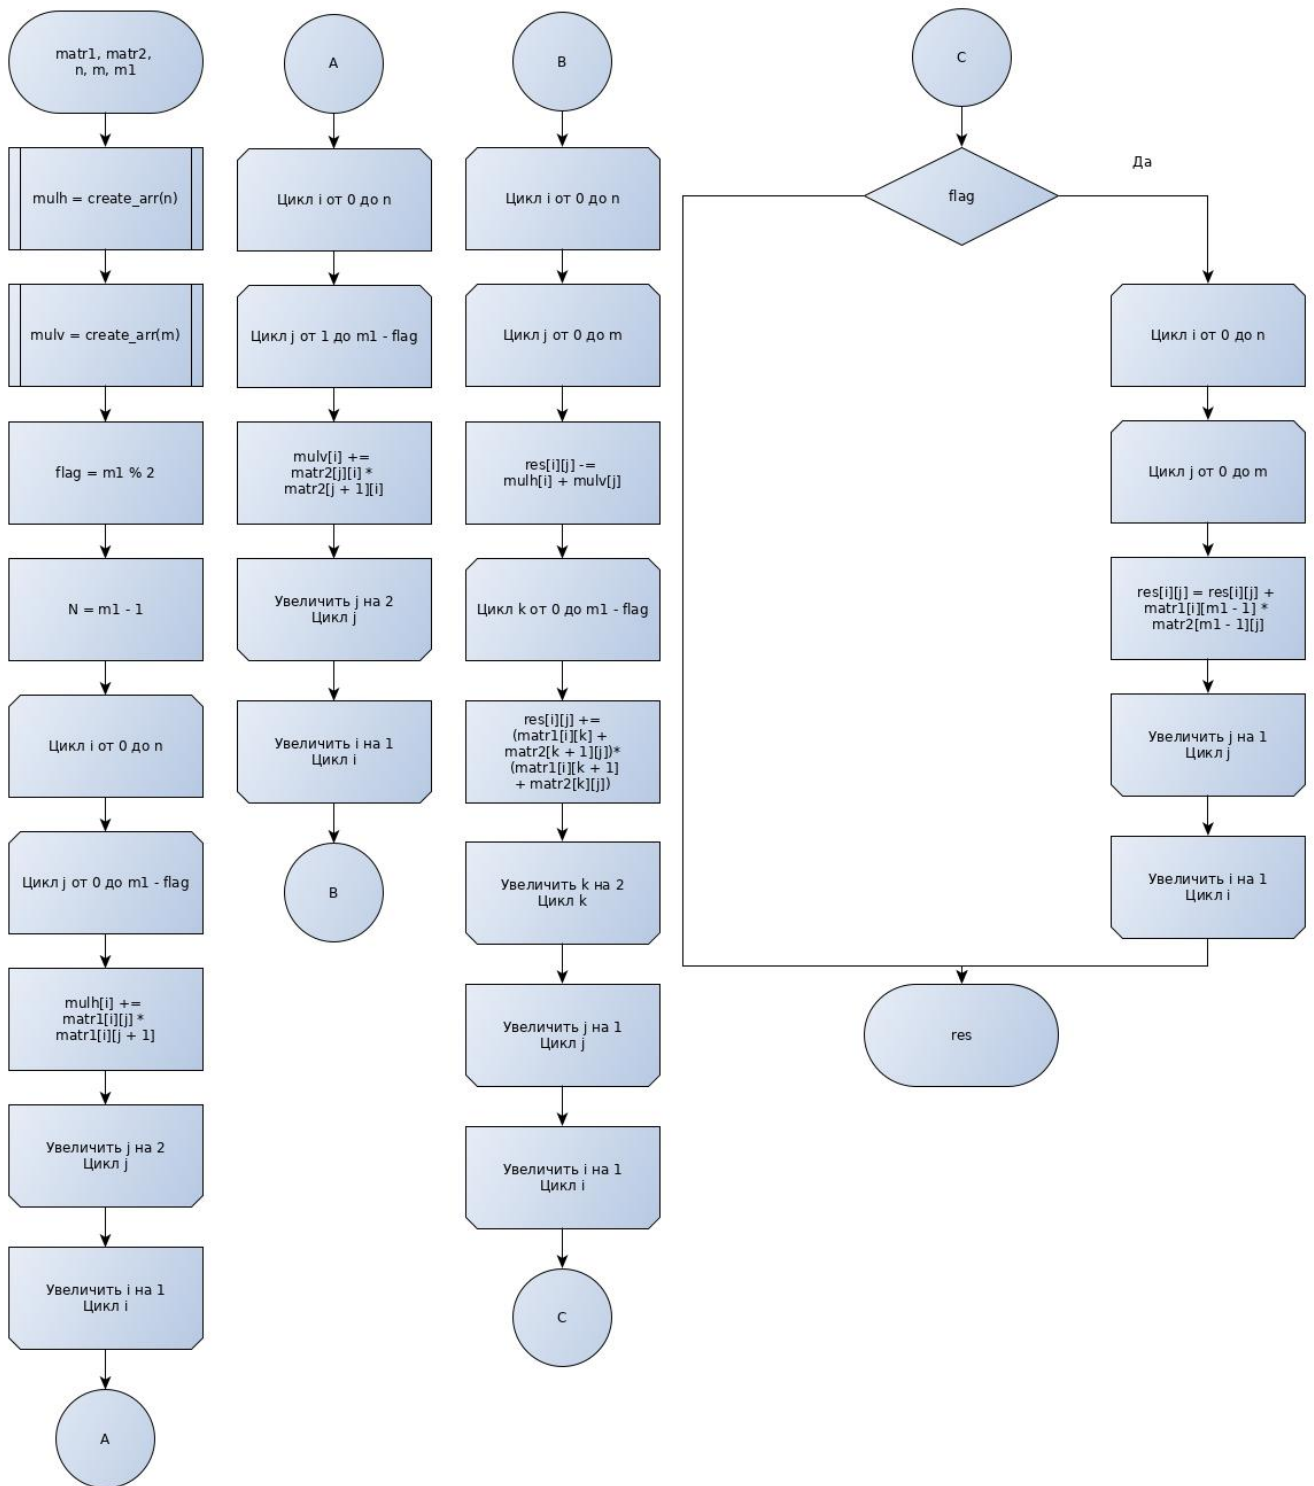 matr1, matr2,
n, m, m1
mulh = create_arr(n)
mulv = create_arr(m)
flag = m1 % 2
N = m1 - 1
Цикл i от 0 до n
Цикл j от 0 до m1 - flag
mulh[i] +=
matr1[i][j] *
matr1[i][j + 1]
Увеличить j на 2
Цикл j
Увеличить i на 1
Цикл i
A
A
Цикл i от 0 до n
Цикл j от 1 до m1 - flag
mulv[i] +=
matr2[j][i] *
matr2[j + 1][i]
Увеличить j на 2
Цикл j
Увеличить i на 1
Цикл i
B
B
Цикл i от 0 до n
Цикл j от 0 до m
res[i][j] -=
mulh[i] + mulv[j]
Цикл k от 0 до m1 - flag
res[i][j] +=
(matr1[i][k] +
matr2[k + 1][j])*
(matr1[i][k + 1]
+ matr2[k][j])
Увеличить k на 2
Цикл k
Увеличить j на 1
Цикл j
Увеличить i на 1
Цикл i
C
C
flag
Да
Цикл i от 0 до n
Цикл j от 0 до m
res[i][j] = res[i][j] +
matr1[i][m1 - 1] *
matr2[m1 - 1][j]
Увеличить j на 1
Цикл j
Увеличить i на 1
Цикл i
res